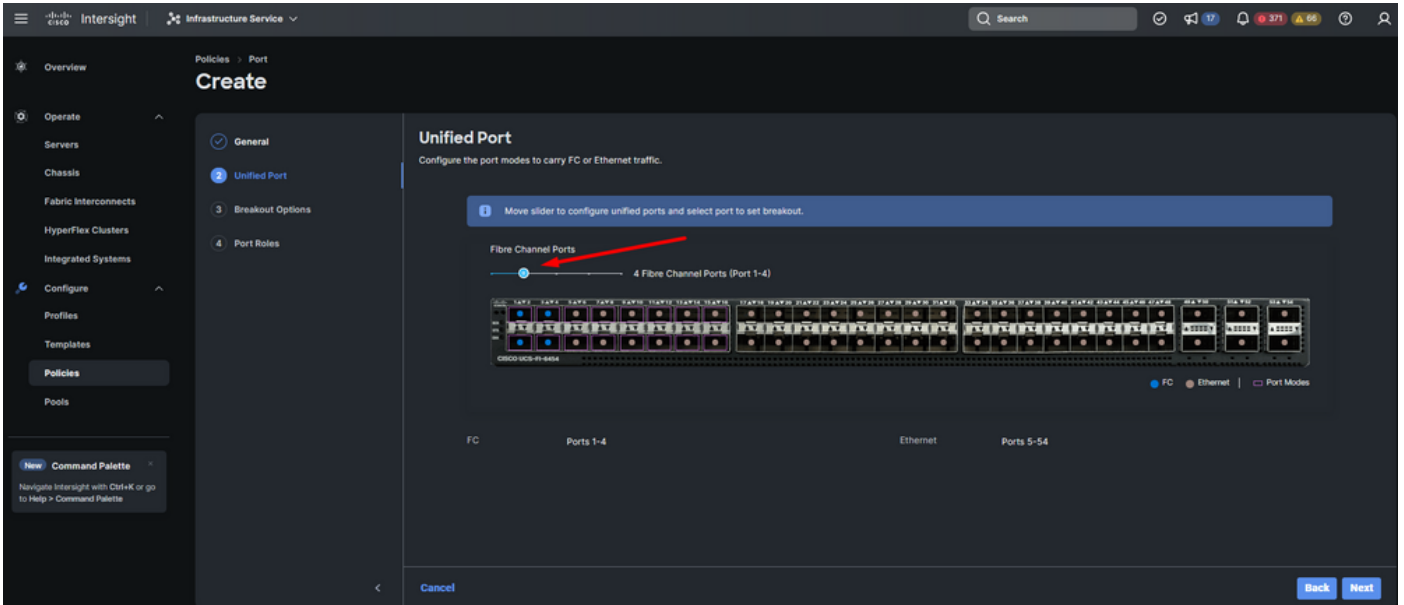 cisco Intersight
Infrastructure Service
Search
17
371
66
Overview
Operate
Servers
Chassis
Fabric Interconnects
HyperFlex Clusters
Integrated Systems
Configure
Profiles
Templates
Policies
Pools
New Command Palette
Navigate Intersight with Ctrl+K or go
to Help > Command Palette
Policies > Port
Create
General
2 Unified Port
3 Breakout Options
4 Port Roles
Unified Port
Configure the port modes to carry FC or Ethernet traffic.
Move slider to configure unified ports and select port to set breakout.
Fibre Channel Ports
4 Fibre Channel Ports (Port 1-4)
CISCO UCS-FI-6454
FC Ethernet | Port Modes
FC Ports 1-4 Ethernet Ports 5-54
Cancel Back Next